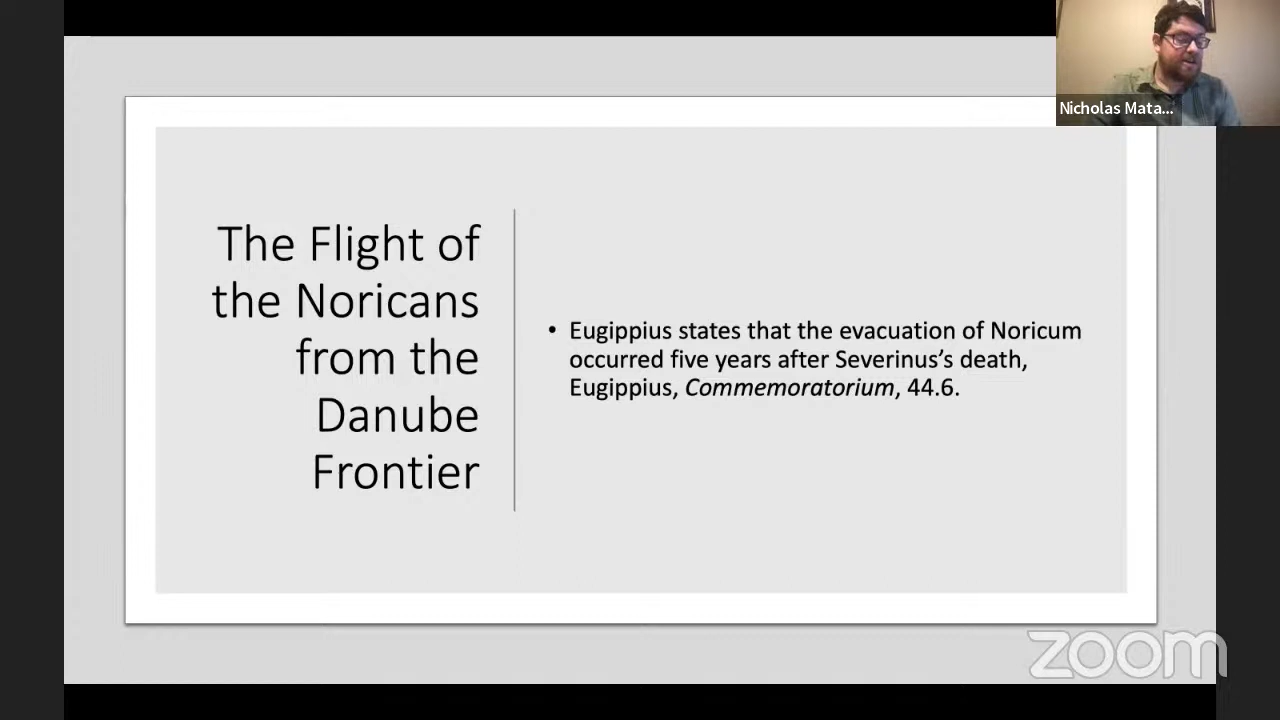 Nicholas Mata...
The Flight of
the Noricans
from the
Danube
Frontier
• Eugippius states that the evacuation of Noricum
occurred five years after Severinus’s death,
Eugippius, Commemoratorium, 44.6.
zoom